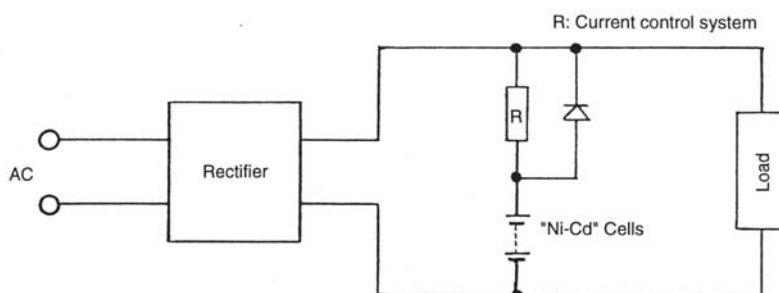 R: Current control system
R
AC
Rectifier
Load
"Ni-Cd" Cells